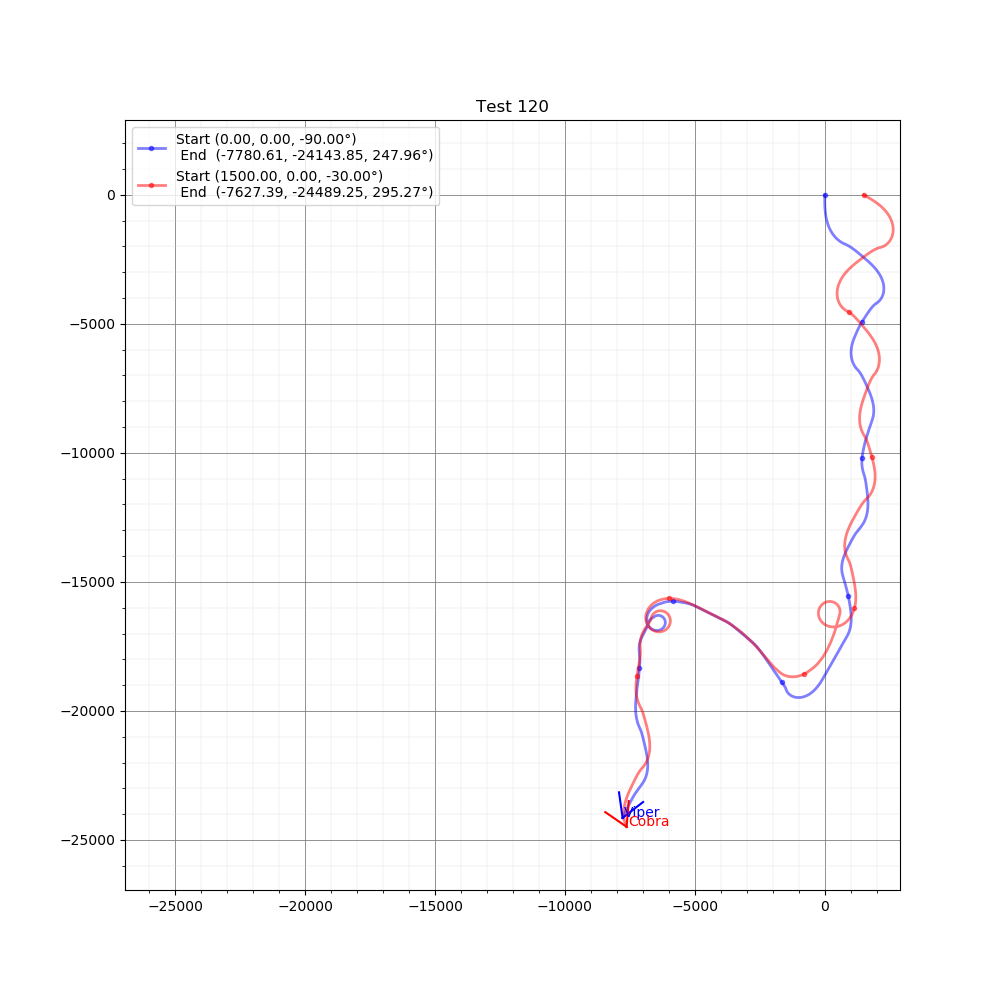 Test 120
Start (0.00, 0.00, -90.00°)
End (-7780.61, -24143.85, 247.96°)
Start (1500.00, 0.00, -30.00°)
End (-7627.39, -24489.25, 295.27°)
0
−5000
−10000
−15000
−20000
−25000
Viper
Cobra
−25000 −20000 −15000 −10000 −5000 0